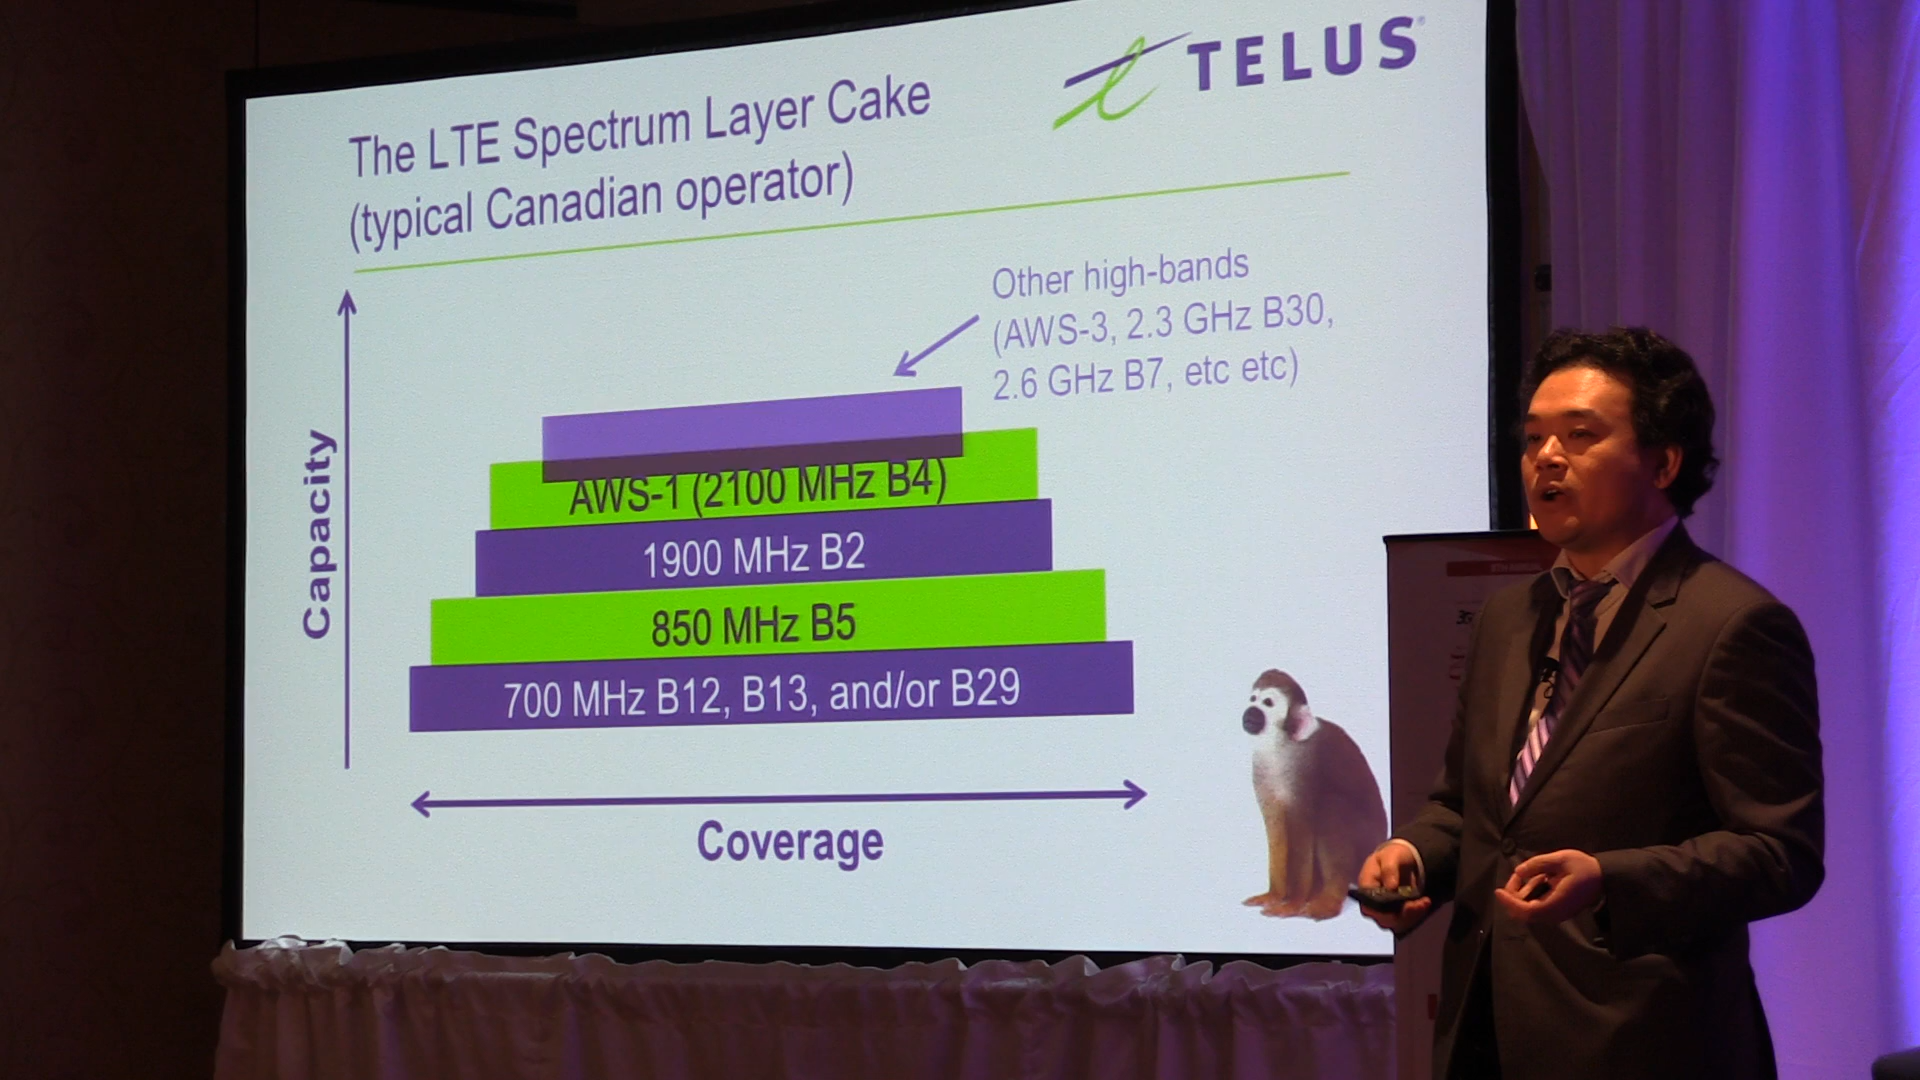 TELUS
The LTE Spectrum Layer Cake
(typical Canadian operator)
Other high-bands
(AWS-3, 2.3 GHz B30,
2.6 GHz B7, etc etc)
Capacity
AWS-1 (2100 MHz B4)
1900 MHz B2
850 MHz B5
700 MHz B12, B13, and/or B29
Coverage